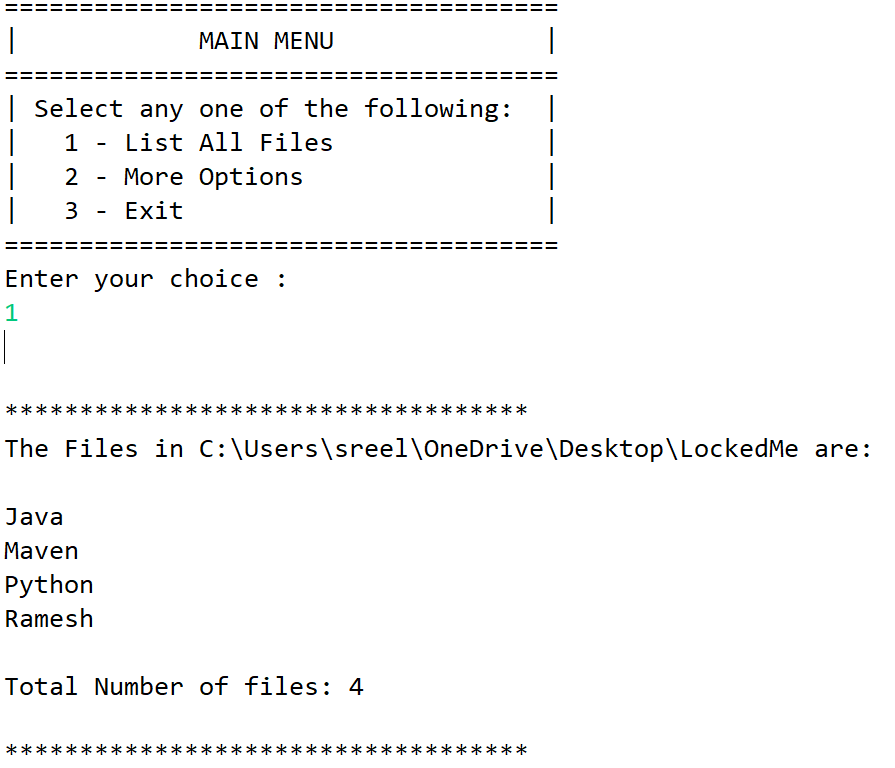 =====================================
|            MAIN MENU              |
=====================================
| Select any one of the following:  |
|   1 - List All Files              |
|   2 - More Options                |
|   3 - Exit                        |
=====================================
Enter your choice :
1

***********************************
The Files in C:\Users\sreel\OneDrive\Desktop\LockedMe are:

Java
Maven
Python
Ramesh

Total Number of files: 4

***********************************